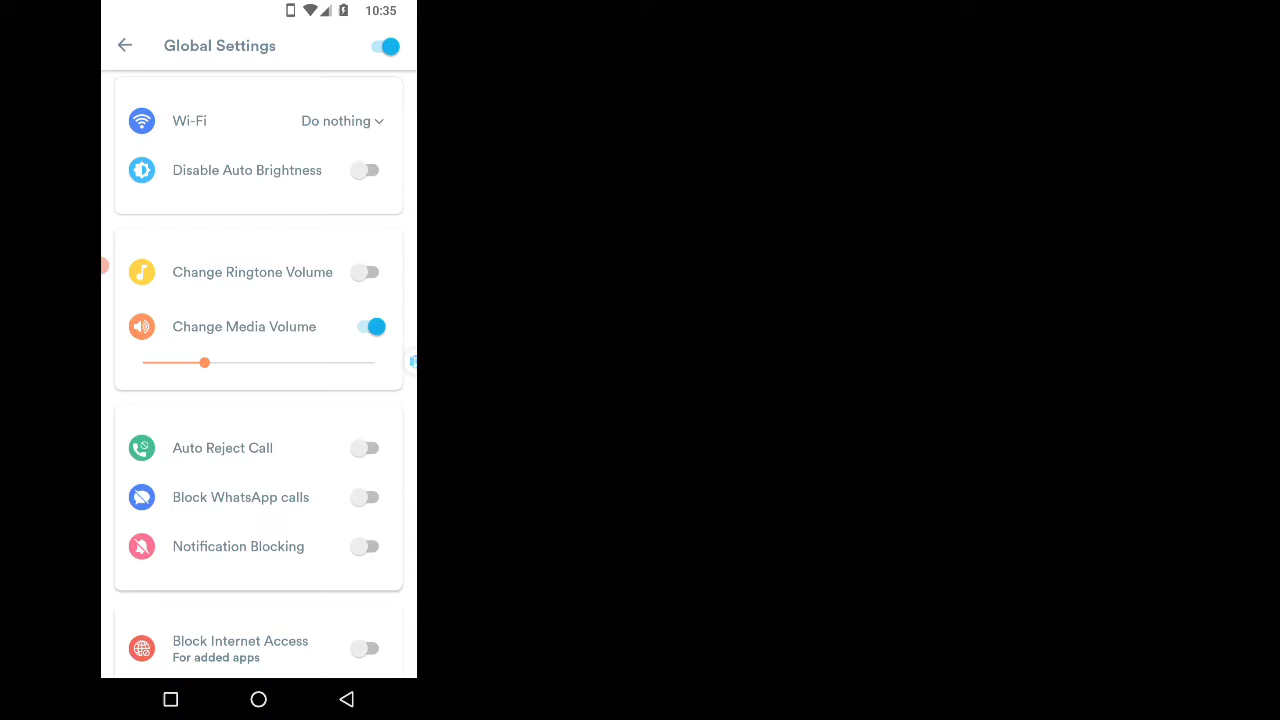 10:35
Global Settings
Wi-Fi Do nothing
Disable Auto Brightness
Change Ringtone Volume
Change Media Volume
Auto Reject Call
Block WhatsApp calls
Notification Blocking
Block Internet Access
For added apps